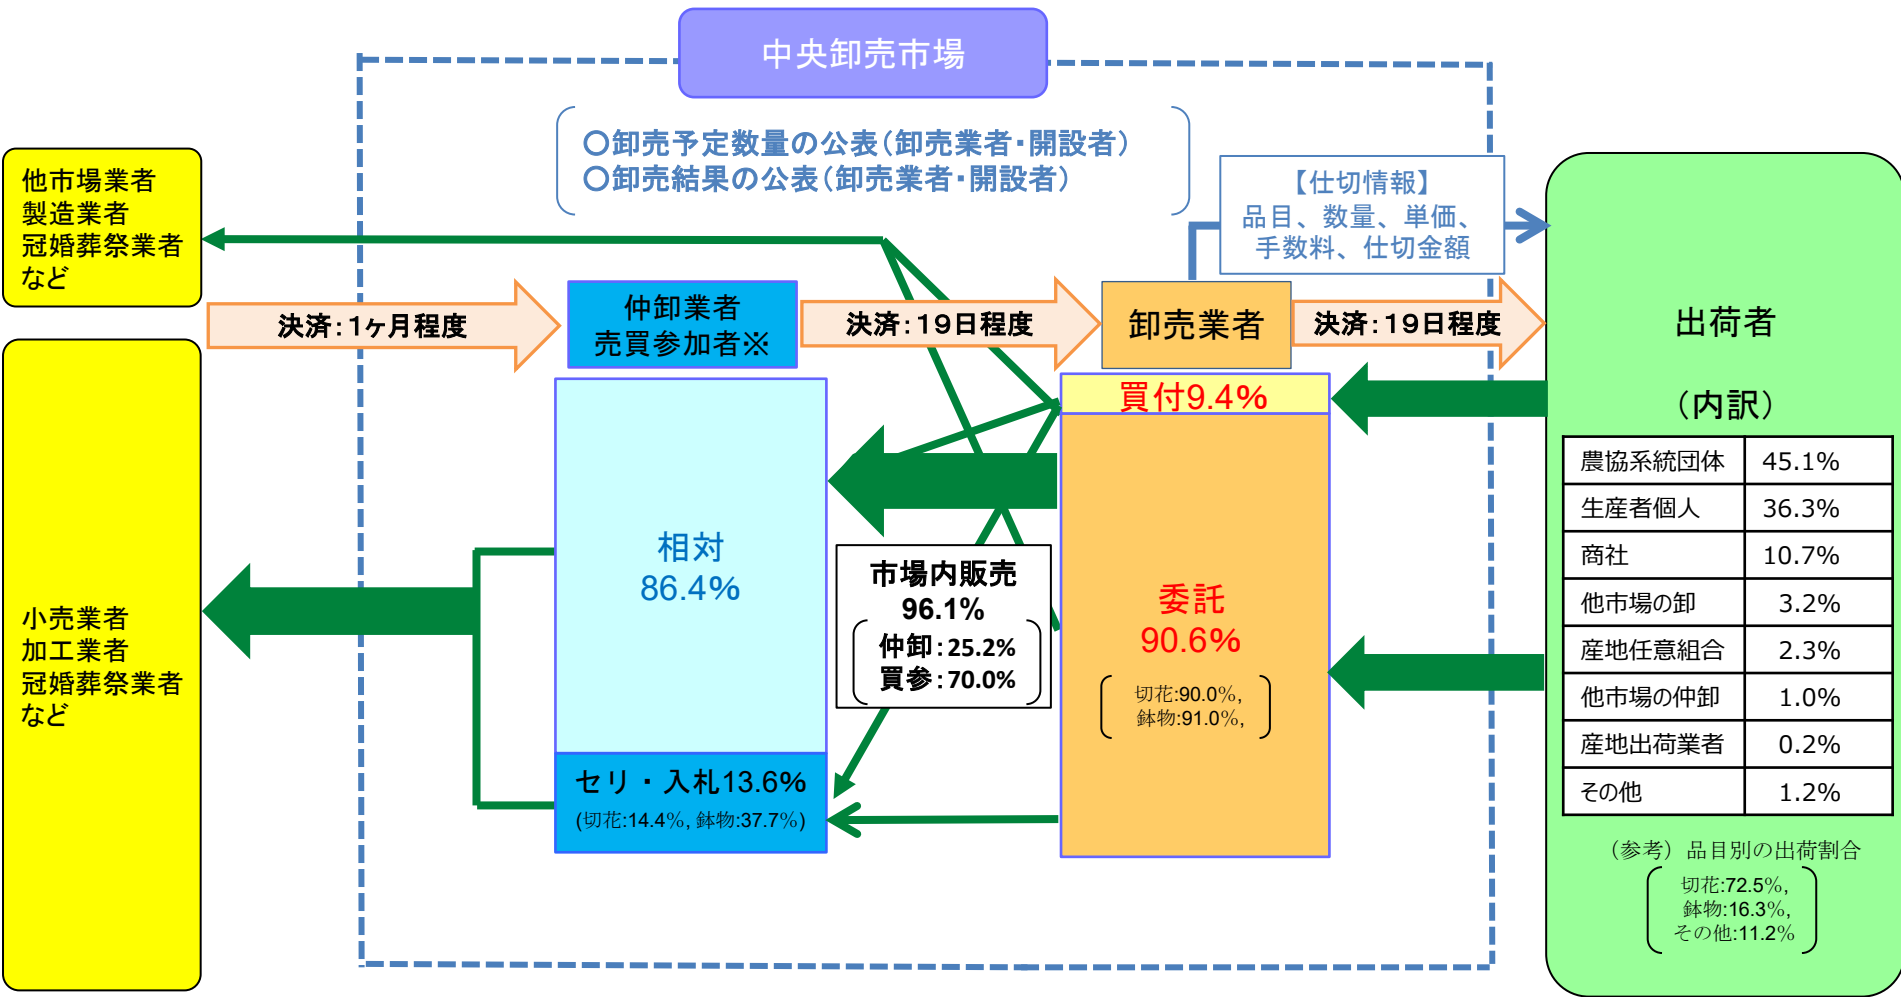 中央卸売市場
〇卸売予定数量の公表(卸売業者・開設者)
〇卸売結果の公表(卸売業者・開設者)
他市場業者
製造業者
冠婚葬祭業者
など
【仕切情報】
品目、数量、単価、
手数料、仕切金額
決済:1ヶ月程度
仲卸業者
売買参加者※
決済:19日程度
卸売業者
決済:19日程度
出荷者
(内訳)
買付9.4%
相対
86.4%
市場内販売
96.1%
仲卸:25.2%
買参:70.0%
委託
90.6%
切花:90.0%,
鉢物:91.0%,
農協系統団体 45.1%
生産者個人 36.3%
商社 10.7%
他市場の卸 3.2%
産地任意組合 2.3%
他市場の仲卸 1.0%
産地出荷業者 0.2%
その他 1.2%
小売業者
加工業者
冠婚葬祭業者
など
セリ・入札13.6%
(切花:14.4%, 鉢物:37.7%)
(参考)品目別の出荷割合
切花:72.5%,
鉢物:16.3%,
その他:11.2%